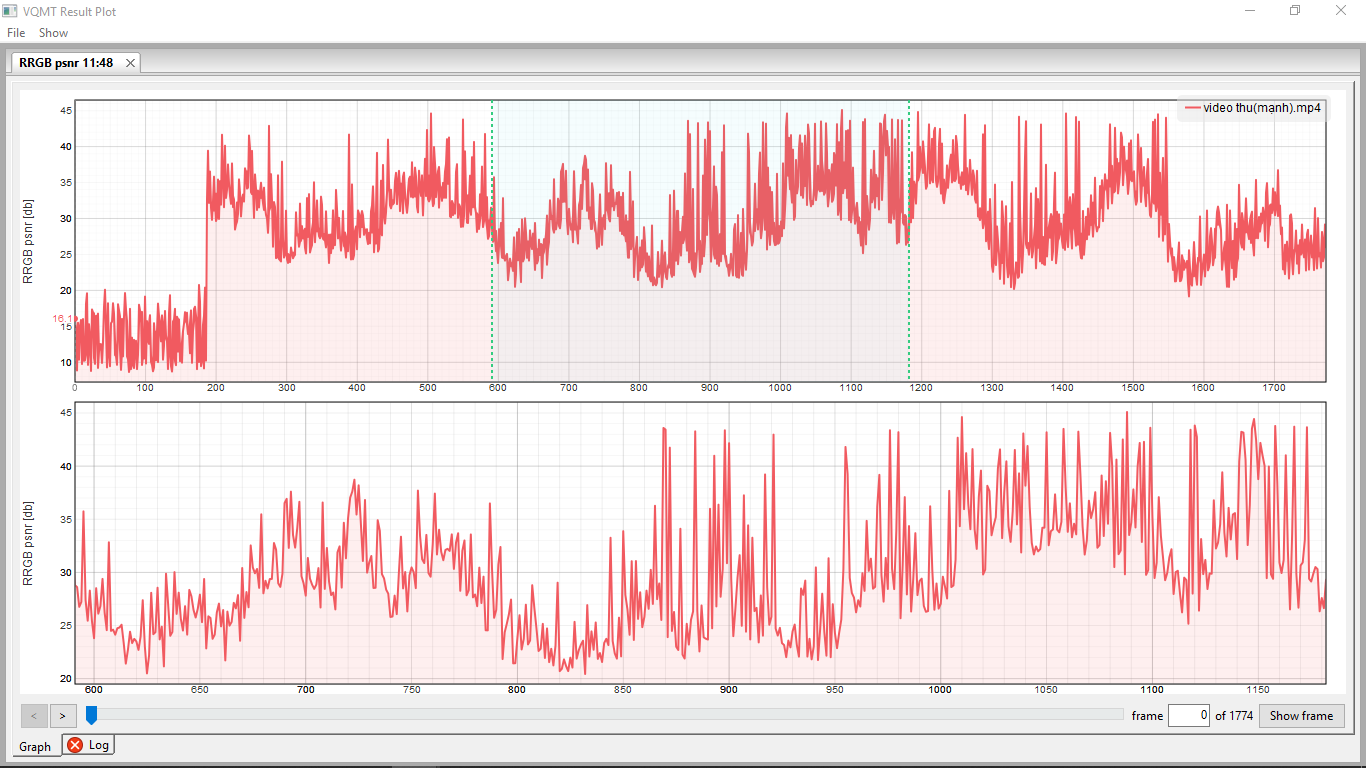 VQMT Result Plot
File Show
RRGB psnr 11:48
video thu(mạnh).mp4
RRGB psnr [db]
45
40
35
30
25
20
16.1
15
10
0 100 200 300 400 500 600 700 800 900 1000 1100 1200 1300 1400 1500 1600 1700
RRGB psnr [db]
45
40
35
30
25
20
600 650 700 750 800 850 900 950 1000 1050 1100 1150
< > frame 0 of 1774 Show frame
Graph Log